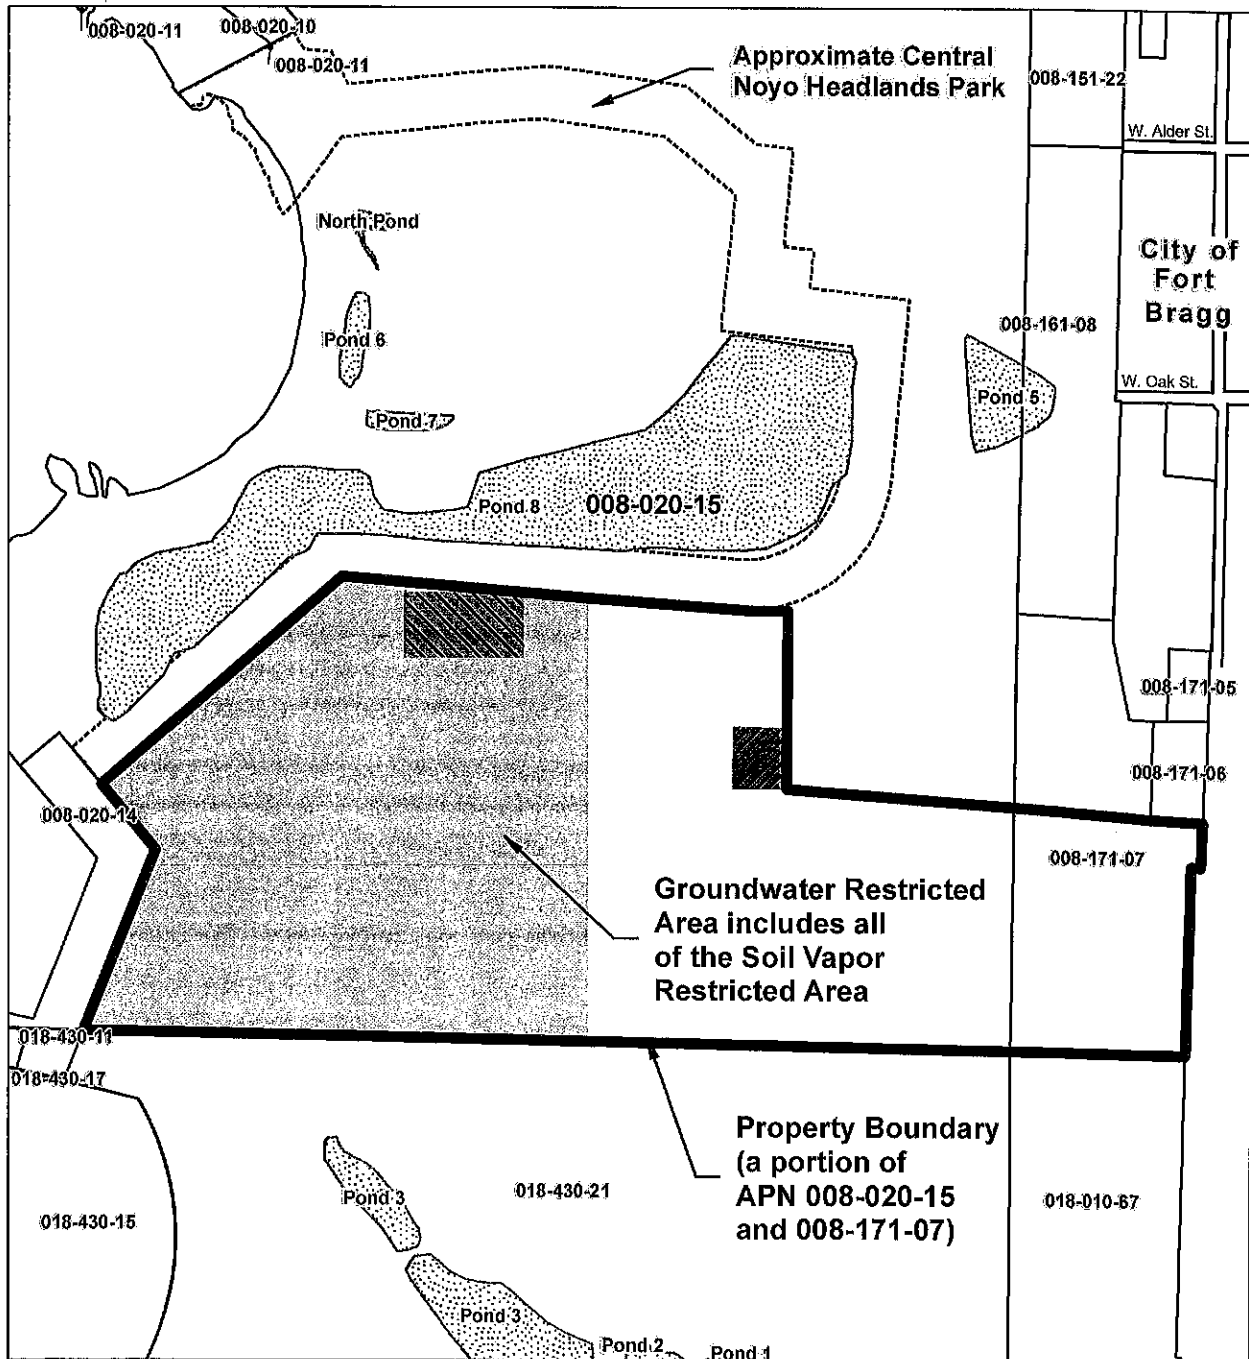 008-020-11
008-020-10
008-020-11
Approximate Central
Noyo Headlands Park
008-151-22
W. Alder St.
City of
Fort
Bragg
North Pond
Pond 6
008-161-08
W. Oak St.
Pond 5
Pond 7
Pond 8
008-020-15
008-171-05
008-171-06
008-020-14
008-171-07
Groundwater Restricted
Area includes all
of the Soil Vapor
Restricted Area
018-430-11
018-430-17
Property Boundary
(a portion of
APN 008-020-15
and 008-171-07)
Pond 3
018-430-21
018-010-67
018-430-15
Pond 3
Pond 2
Pond 1